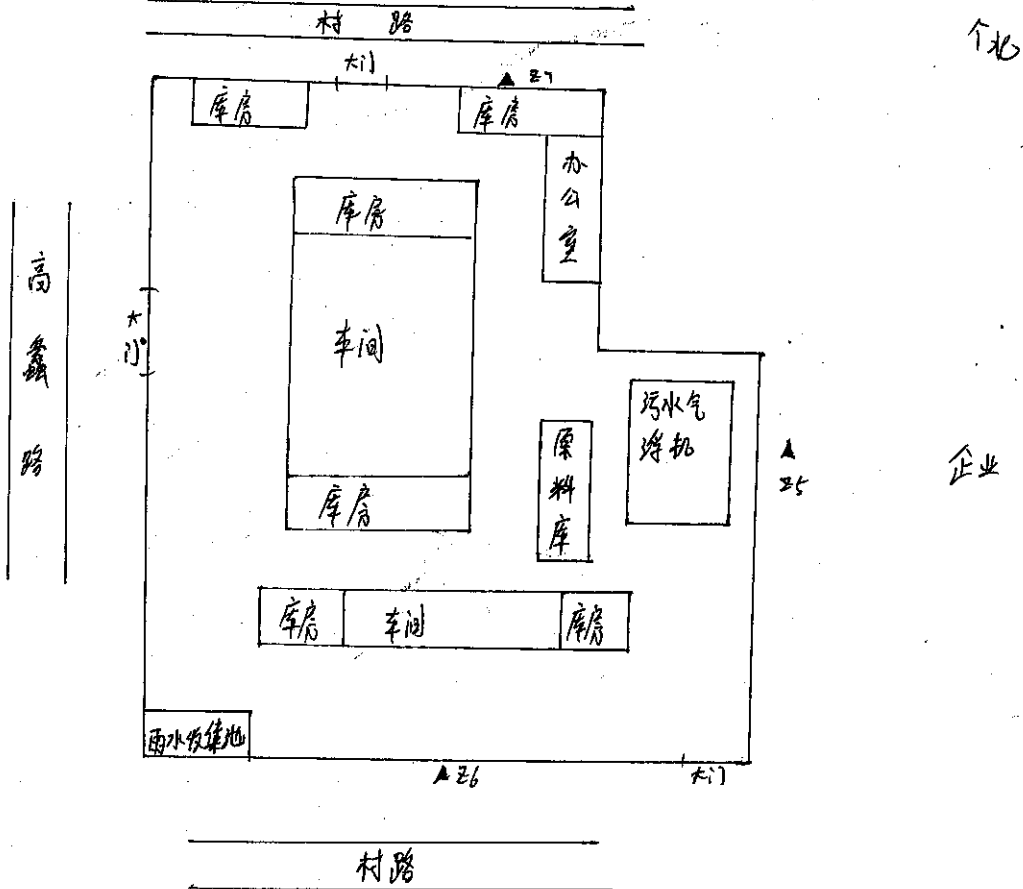 村 路
个北
大门
▲ Z7
库房
库房
办公室
库房
高蠡路
大门
车间
污水气
浮机
原料库
▲
Z5
企业
库房
库房
车间
库房
雨水收集池
▲ Z6
大门
村路